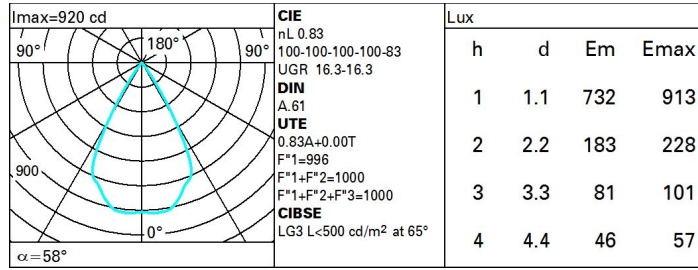 Imax=920 cd
90°
180°
90°
900
0°
α=58°
CIE
nL 0.83
100-100-100-100-83
UGR 16.3-16.3
DIN
A.61
UTE
0.83A+0.00T
F"1=996
F"1+F"2=1000
F"1+F"2+F"3=1000
CIBSE
LG3 L<500 cd/m² at 65°
Lux
h d Em Emax
1 1.1 732 913
2 2.2 183 228
3 3.3 81 101
4 4.4 46 57